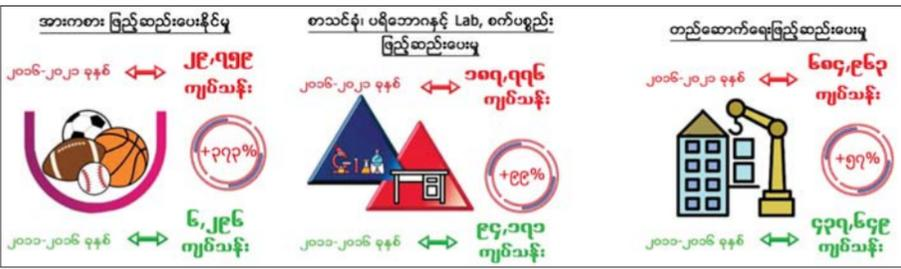 အားကစား ဖြည့်ဆည်းပေးနိုင်မှု
၂၉,၇၅၉
ကျပ်သန်း
၂၀၁၆-၂၀၂၁ ခုနှစ်
+၃၇၃%
၂၀၁၁-၂၀၁၆ ခုနှစ်
၆,၂၉၆
ကျပ်သန်း
စာသင်ခုံ၊ ပရိဘောဂနှင့် Lab, စက်ပစ္စည်း
ဖြည့်ဆည်းပေးမှု
၂၀၁၆-၂၀၂၁ ခုနှစ်
၁၈၇,၇၇၆
ကျပ်သန်း
+၉၉%
၂၀၁၁-၂၀၁၆ ခုနှစ်
၉၄,၁၇၁
ကျပ်သန်း
တည်ဆောက်ရေးဖြည့်ဆည်းပေးမှု
၂၀၁၆-၂၀၂၁ ခုနှစ်
၆၈၄,၉၆၃
ကျပ်သန်း
+၅၇%
၂၀၁၁-၂၀၁၆ ခုနှစ်
၄၃၇,၆၄၉
ကျပ်သန်း